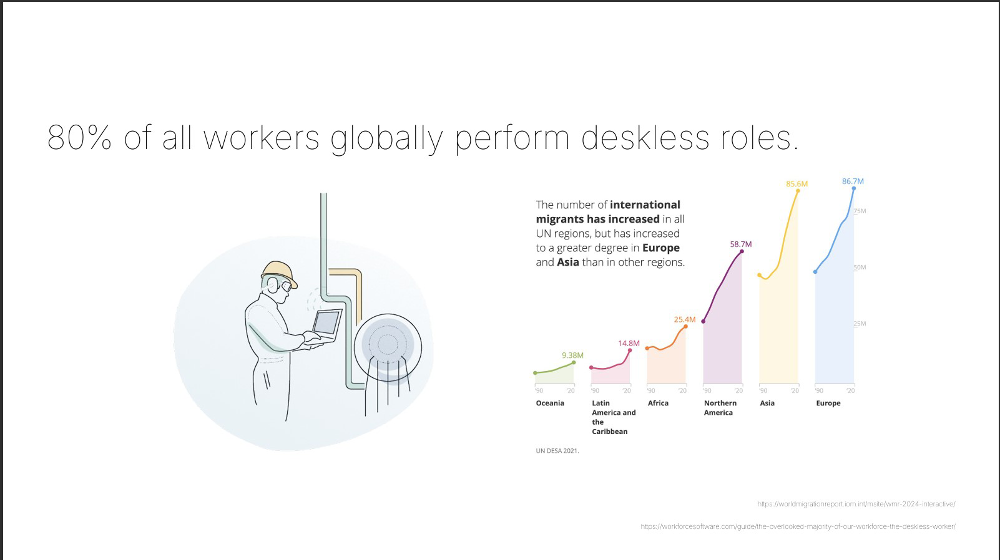 80% of all workers globally perform deskless roles.
The number of international
migrants has increased in all
UN regions, but has increased
to a greater degree in Europe
and Asia than in other regions.
9.38M
14.8M
25.4M
58.7M
85.6M
86.7M
75M
50M
25M
'90 '20
'90 '20
'90 '20
'90 '20
'90 '20
'90 '20
Oceania
Latin
America and
the
Caribbean
Africa
Northern
America
Asia
Europe
UN DESA 2021.
https://worldmigrationreport.iom.int/msite/wmr-2024-interactive/
https://workforcesoftware.com/guide/the-overlooked-majority-of-our-workforce-the-deskless-worker/